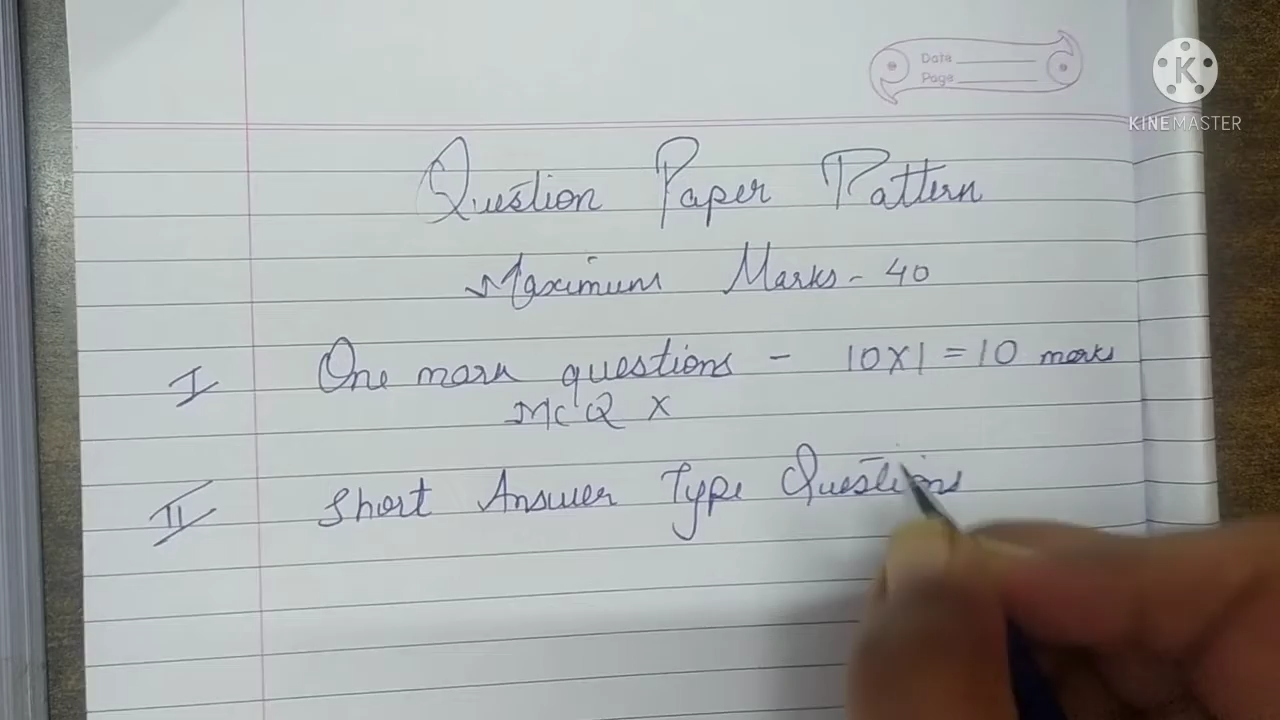 Date
Page
KINEMASTER
Question Paper Pattern
Maximum Marks - 40
I One mark questions - 10X1 = 10 marks
MCQ X
II Short Answer Type Questions